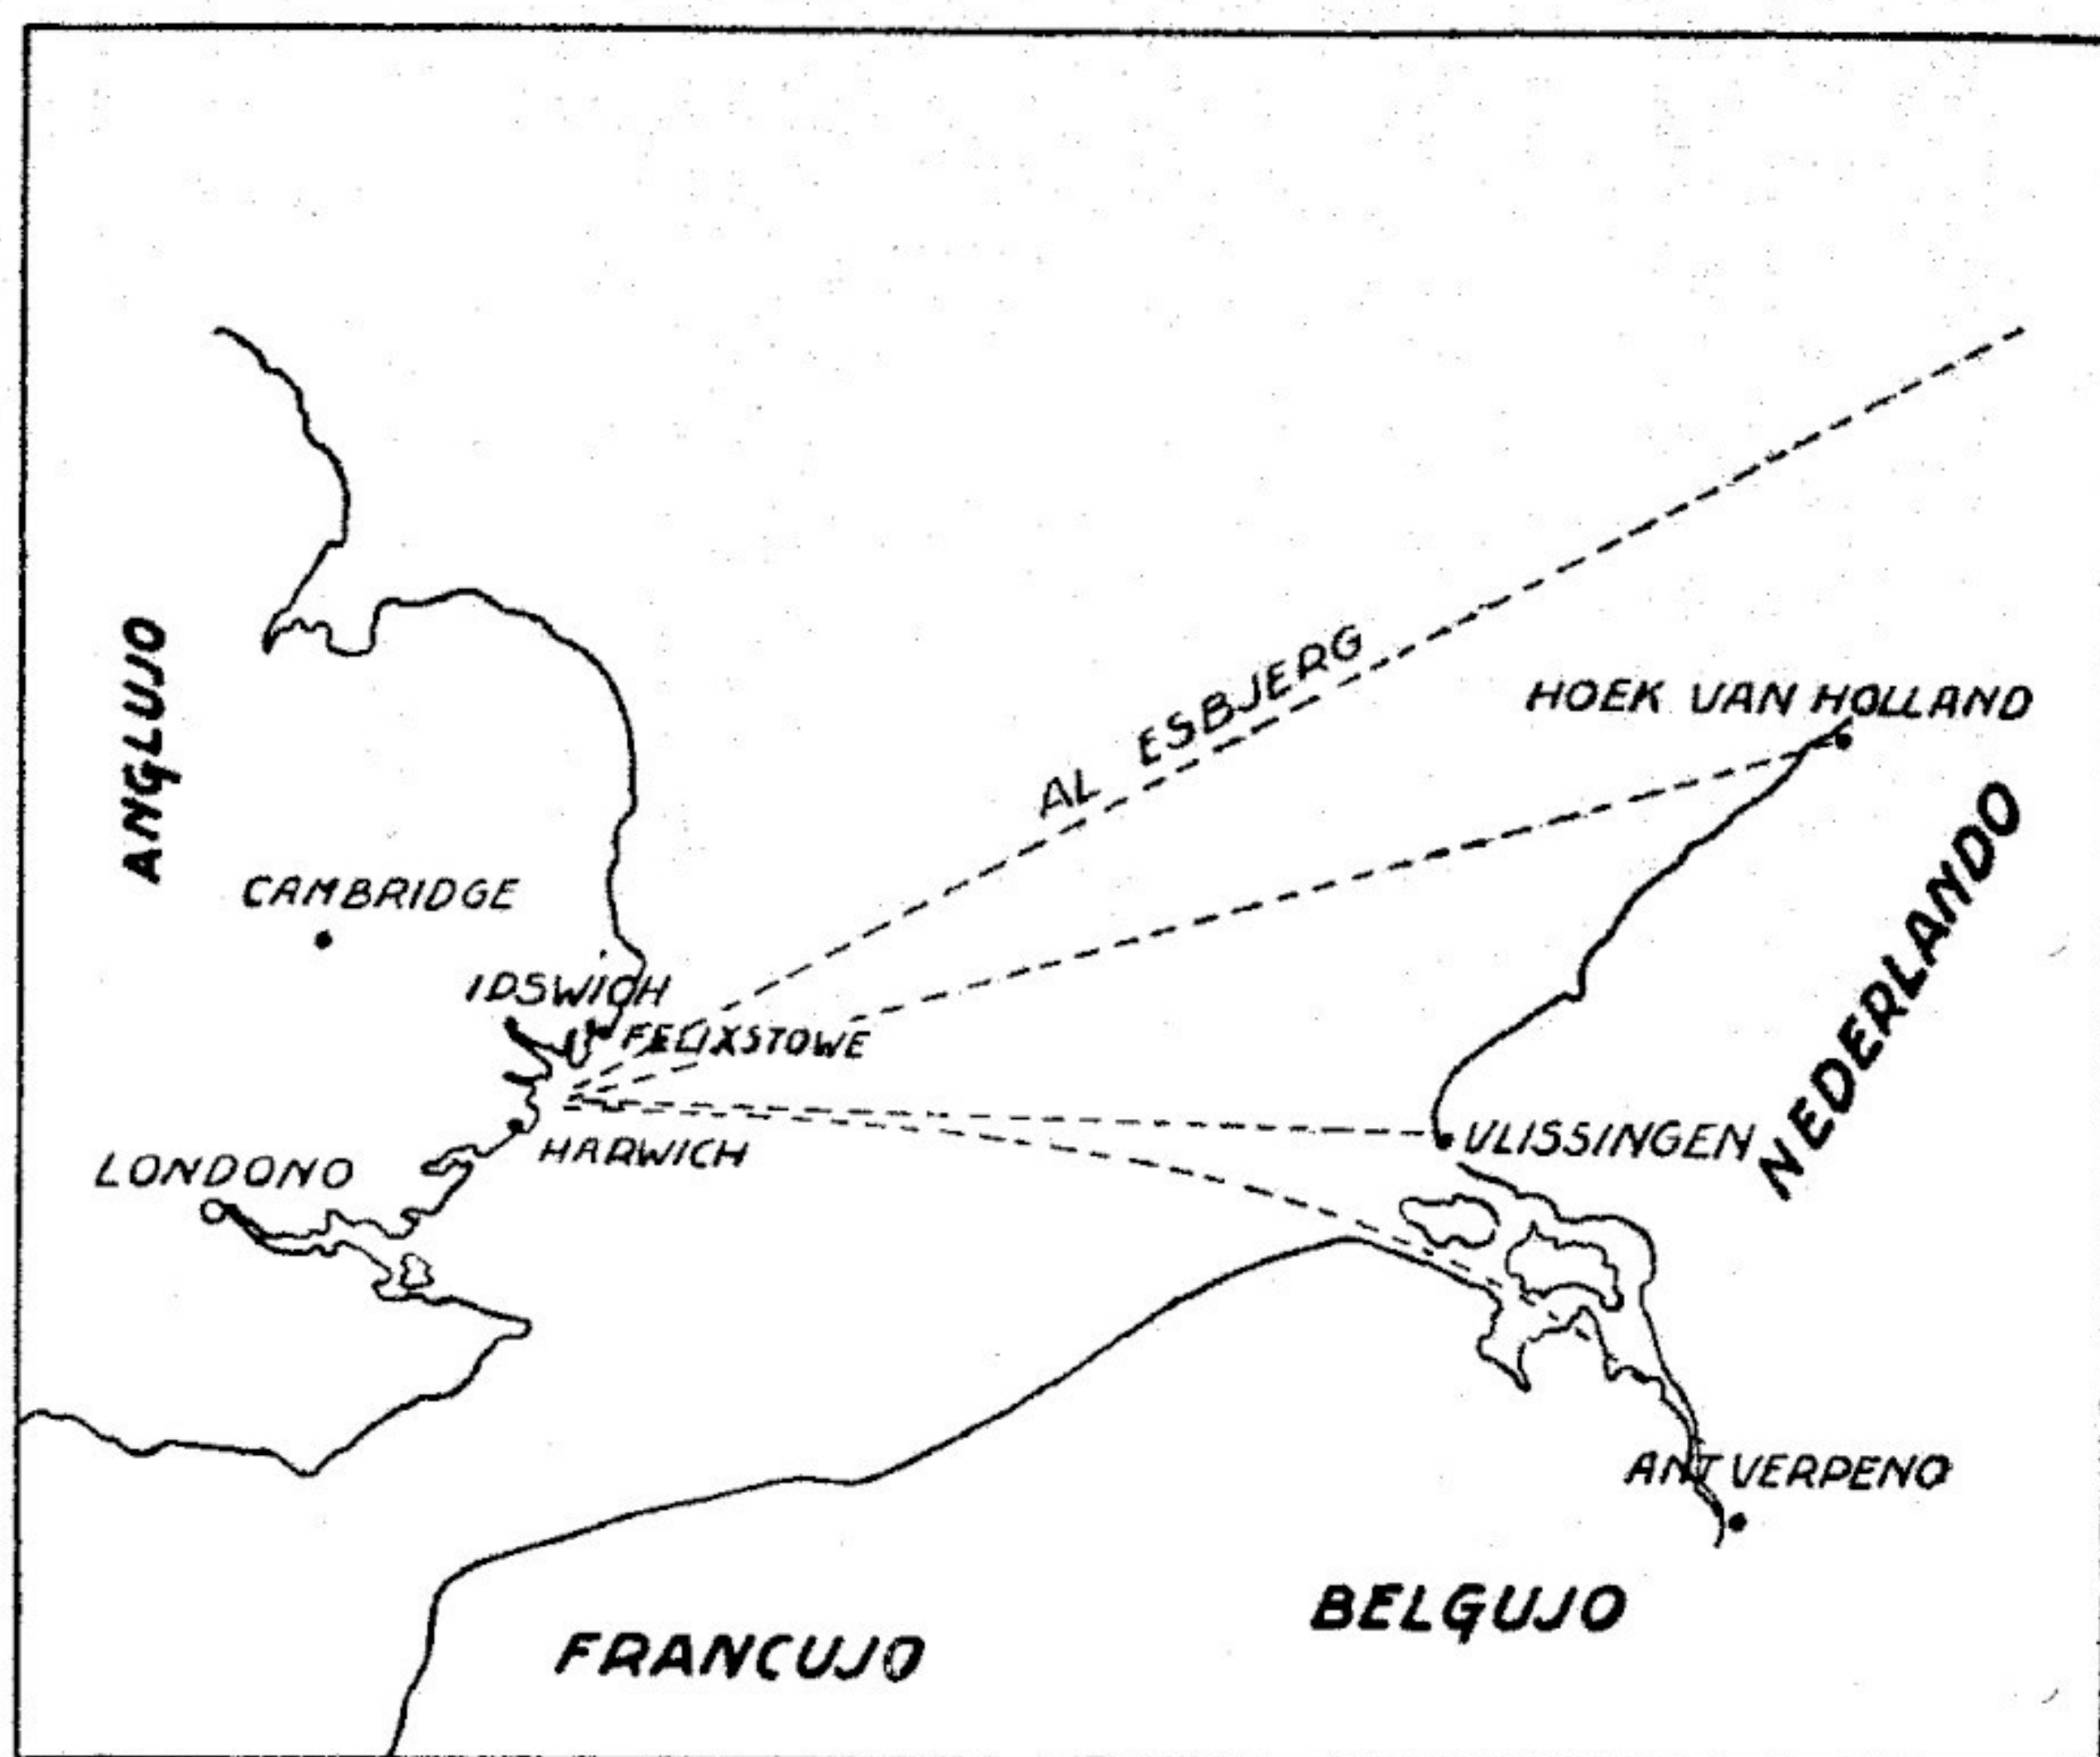 AL ESBJERG
HOEK VAN HOLLAND
ANGLUJO
CAMBRIDGE
NEDERLANDO
IPSWICH
FELIXSTOWE
HARWICH
VLISSINGEN
LONDONO
ANTVERPENO
BELGUJO
FRANCUJO